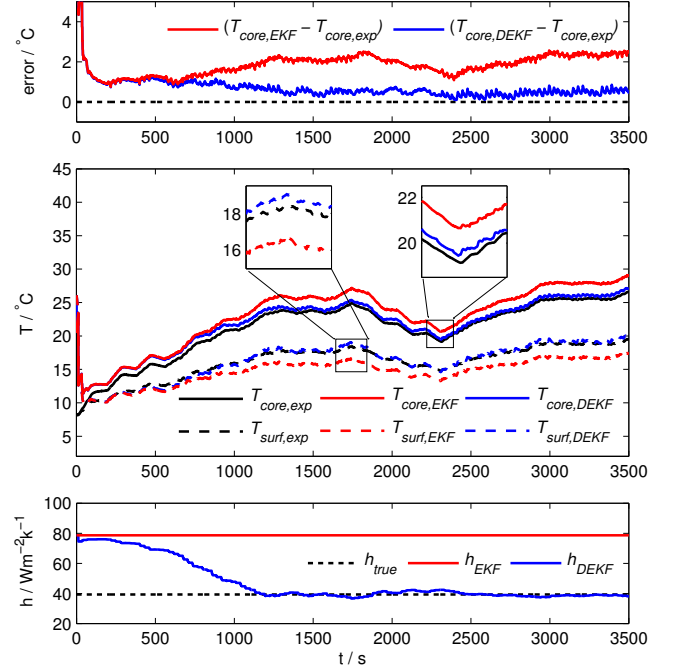 4
2
0
error / °C
(T_core,EKF − T_core,exp)
(T_core,DEKF − T_core,exp)
0 500 1000 1500 2000 2500 3000 3500
45
40
35
30
25
20
15
10
5
T / °C
18
16
22
20
T_core,exp T_core,EKF T_core,DEKF
T_surf,exp T_surf,EKF T_surf,DEKF
0 500 1000 1500 2000 2500 3000 3500
100
80
60
40
20
h / Wm−2k−1
h_true h_EKF h_DEKF
0 500 1000 1500 2000 2500 3000 3500
t / s